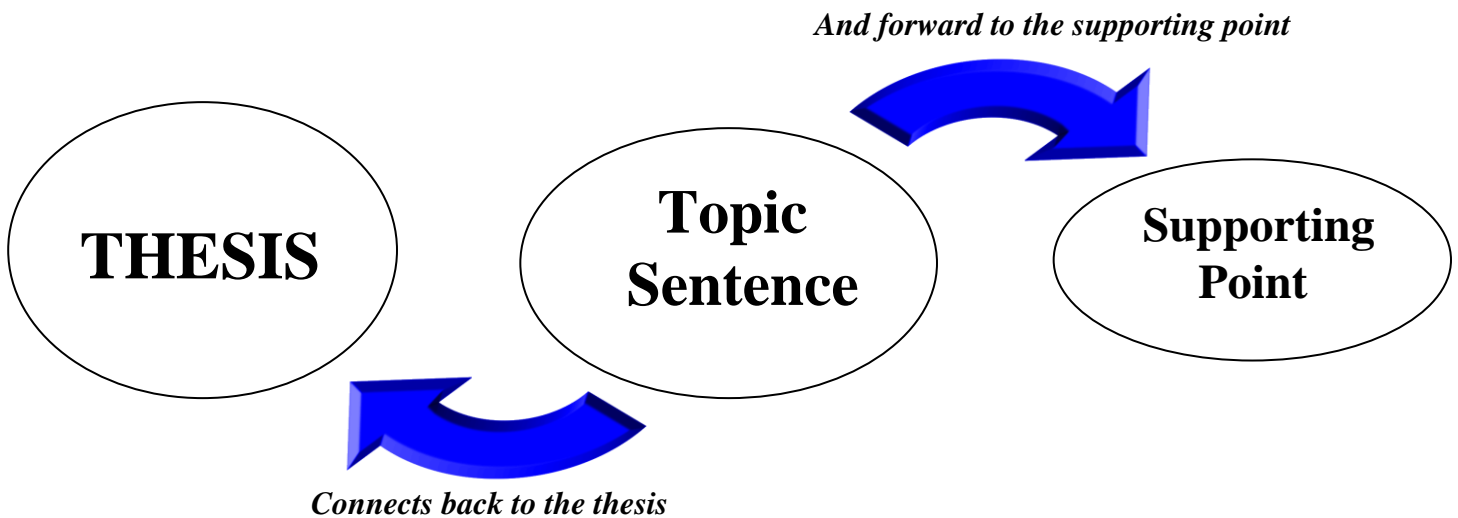 And forward to the supporting point
THESIS
Topic
Sentence
Supporting
Point
Connects back to the thesis